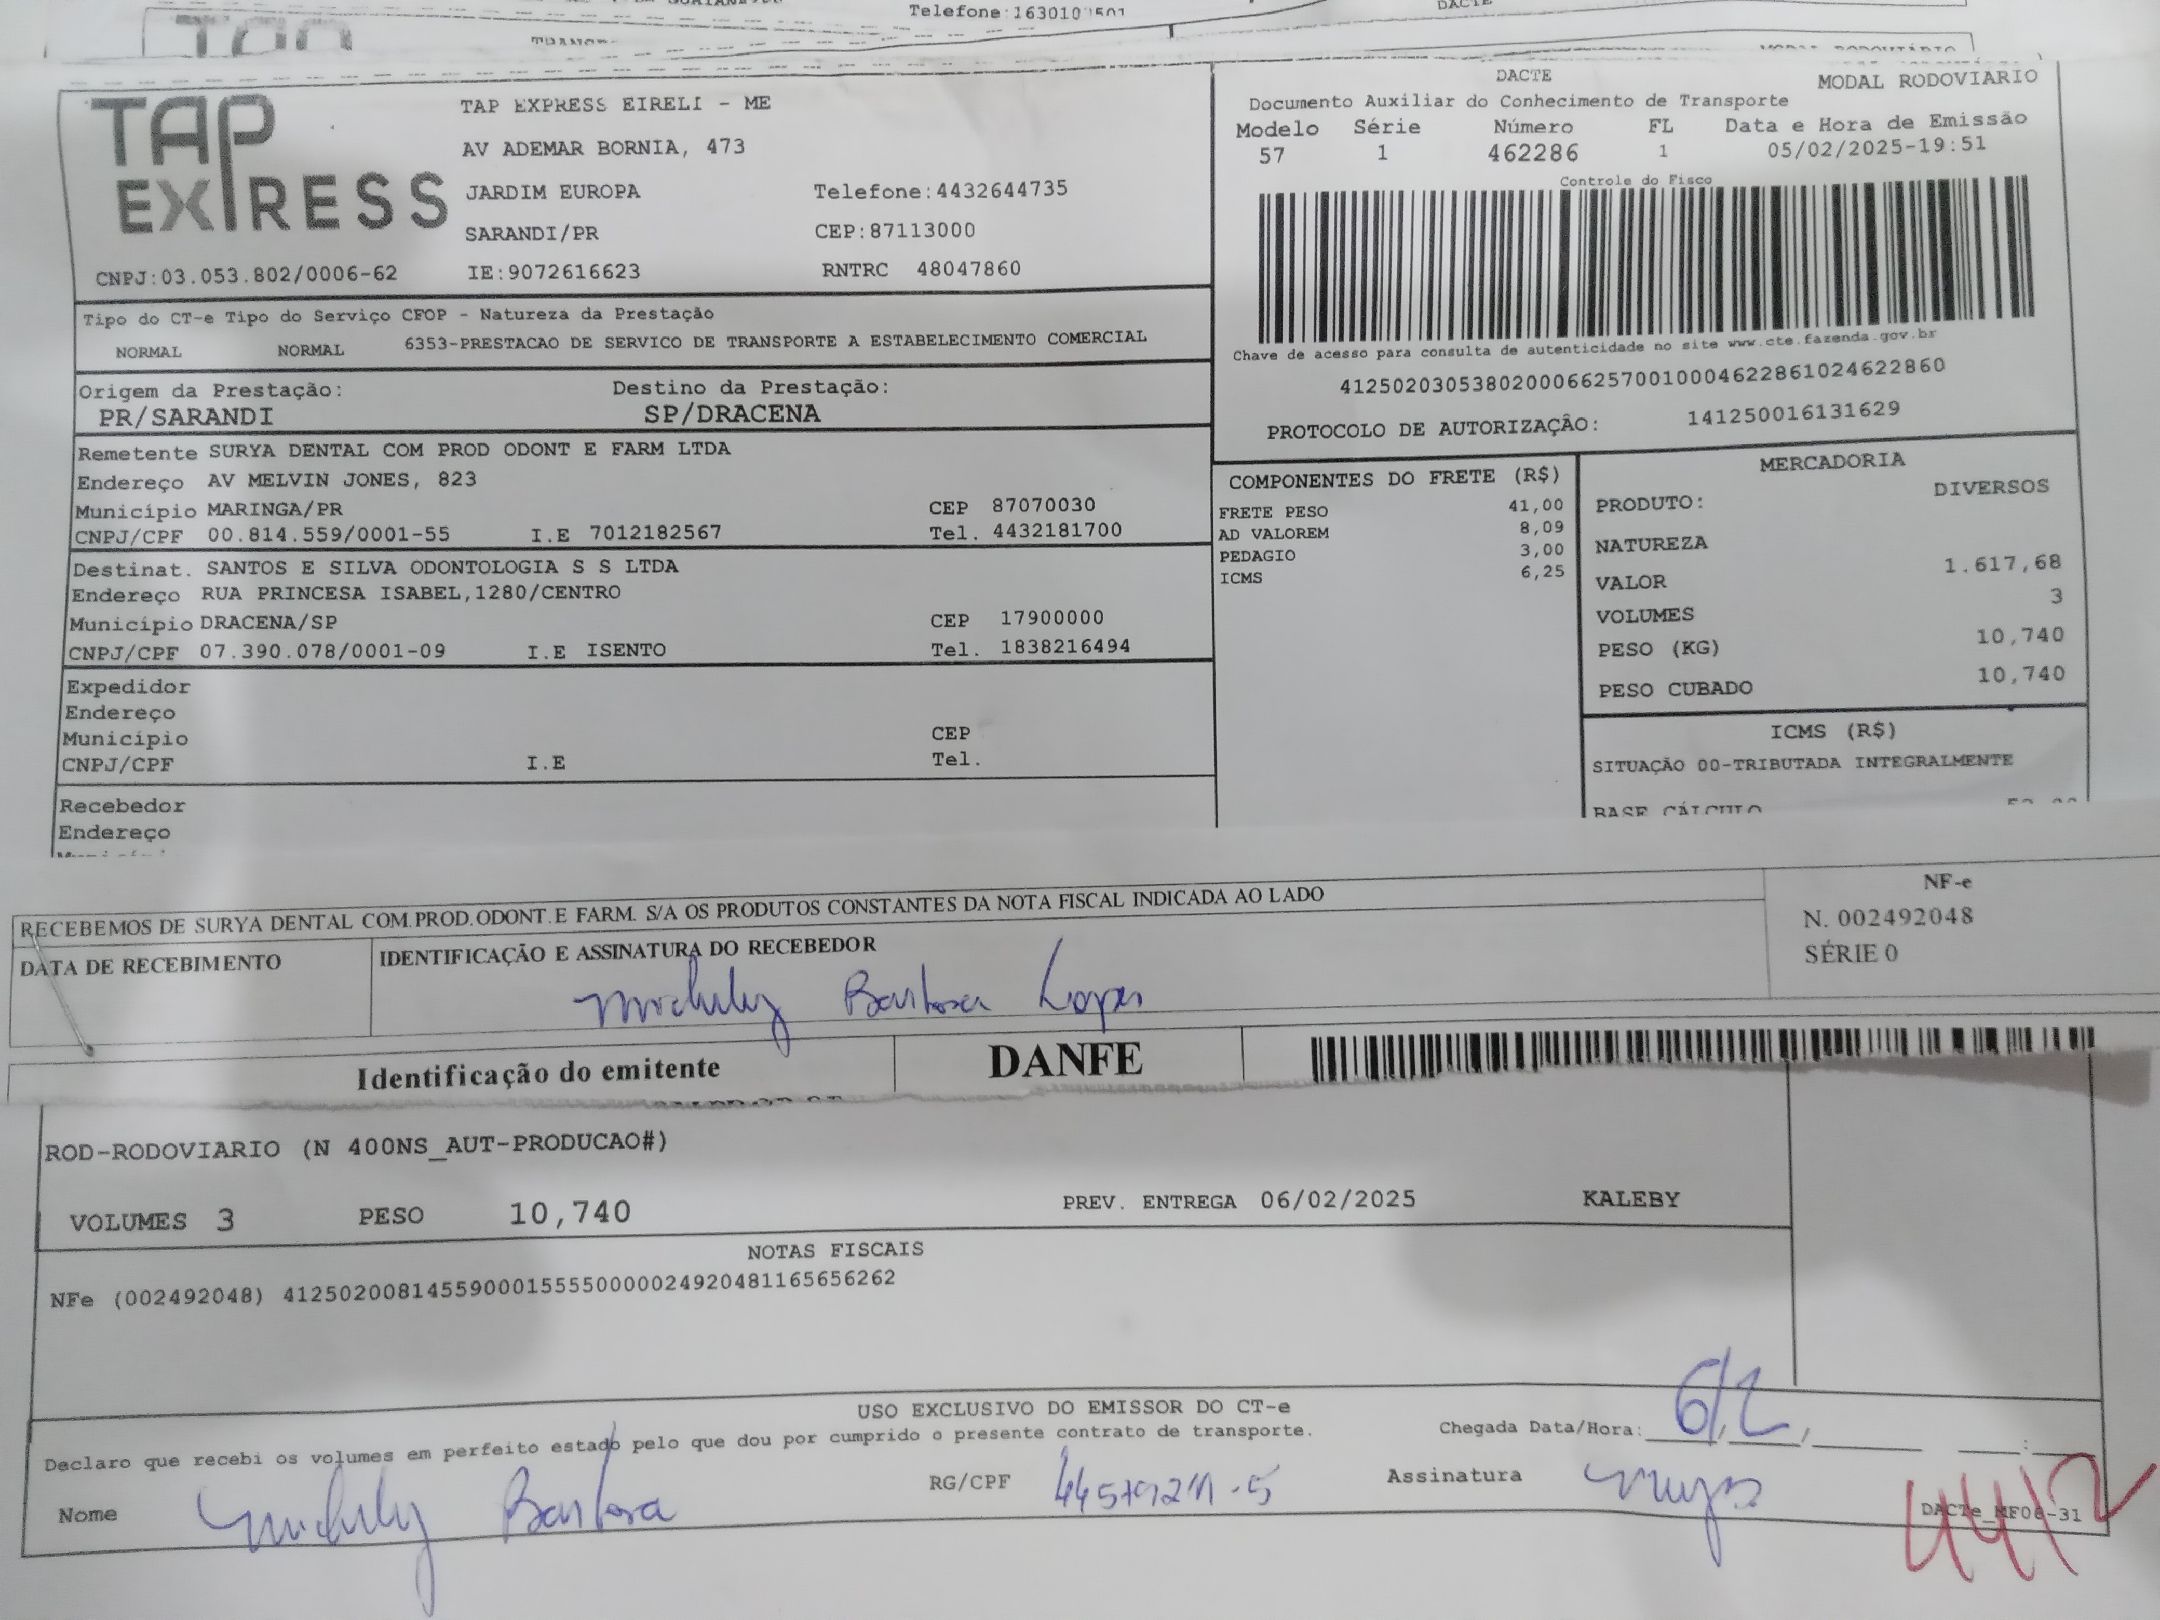 Telefone:163010 501
DACTE
MODAL RODOVIÁRIO
TAP EXPRESS
TAP EXPRESS EIRELI - ME
AV ADEMAR BORNIA, 473
JARDIM EUROPA Telefone:4432644735
SARANDI/PR CEP:87113000
CNPJ:03.053.802/0006-62 IE:9072616623 RNTRC 48047860
DACTE MODAL RODOVIARIO
Documento Auxiliar do Conhecimento de Transporte
Modelo Série Número FL Data e Hora de Emissão
57 1 462286 1 05/02/2025-19:51
Controle do Fisco
Chave de acesso para consulta de autenticidade no site www.cte.fazenda.gov.br
41250203053802000662570010004622861024622860
PROTOCOLO DE AUTORIZAÇÃO: 141250016131629
Tipo do CT-e Tipo do Serviço CFOP - Natureza da Prestação
NORMAL NORMAL 6353-PRESTACAO DE SERVICO DE TRANSPORTE A ESTABELECIMENTO COMERCIAL
Origem da Prestação: Destino da Prestação:
PR/SARANDI SP/DRACENA
Remetente SURYA DENTAL COM PROD ODONT E FARM LTDA
Endereço AV MELVIN JONES, 823
Município MARINGA/PR CEP 87070030
CNPJ/CPF 00.814.559/0001-55 I.E 7012182567 Tel. 4432181700
Destinat. SANTOS E SILVA ODONTOLOGIA S S LTDA
Endereço RUA PRINCESA ISABEL,1280/CENTRO
Município DRACENA/SP CEP 17900000
CNPJ/CPF 07.390.078/0001-09 I.E ISENTO Tel. 1838216494
Expedidor
Endereço
Município CEP
CNPJ/CPF I.E Tel.
Recebedor
Endereço
COMPONENTES DO FRETE (R$)
FRETE PESO 41,00
AD VALOREM 8,09
PEDAGIO 3,00
ICMS 6,25
MERCADORIA
PRODUTO: DIVERSOS
NATUREZA
VALOR 1.617,68
VOLUMES 3
PESO (KG) 10,740
PESO CUBADO 10,740
ICMS (R$)
SITUAÇÃO 00-TRIBUTADA INTEGRALMENTE
BASE CÁLCULO
RECEBEMOS DE SURYA DENTAL COM.PROD.ODONT.E FARM. S/A OS PRODUTOS CONSTANTES DA NOTA FISCAL INDICADA AO LADO
NF-e
N. 002492048
SÉRIE 0
DATA DE RECEBIMENTO IDENTIFICAÇÃO E ASSINATURA DO RECEBEDOR
Michely Barbosa Lopes
Identificação do emitente DANFE
ROD-RODOVIARIO (N 400NS_AUT-PRODUCAO#)
VOLUMES 3 PESO 10,740 PREV. ENTREGA 06/02/2025 KALEBY
NOTAS FISCAIS
NFe (002492048) 41250200814559000155550000024920481165656262
USO EXCLUSIVO DO EMISSOR DO CT-e
Declaro que recebi os volumes em perfeito estado pelo que dou por cumprido o presente contrato de transporte.
Chegada Data/Hora: 6/2
Nome Michely Barbosa RG/CPF Assinatura
DACTe_MF06-31